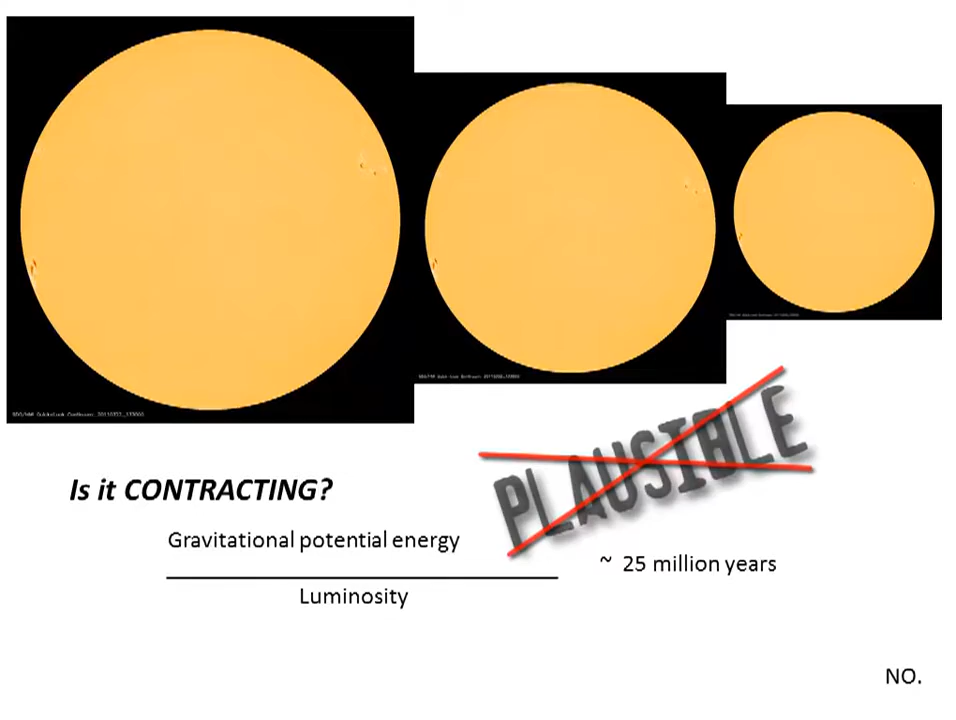 Is it CONTRACTING?
PLAUSIBLE
Gravitational potential energy
~ 25 million years
Luminosity
NO.